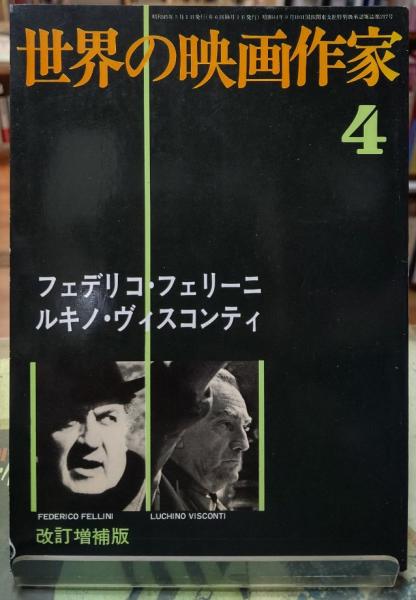 世界の映画作家
4
フェデリコ・フェリーニ
ルキノ・ヴィスコンティ
FEDERICO FELLINI
LUCHINO VISCONTI
改訂増補版